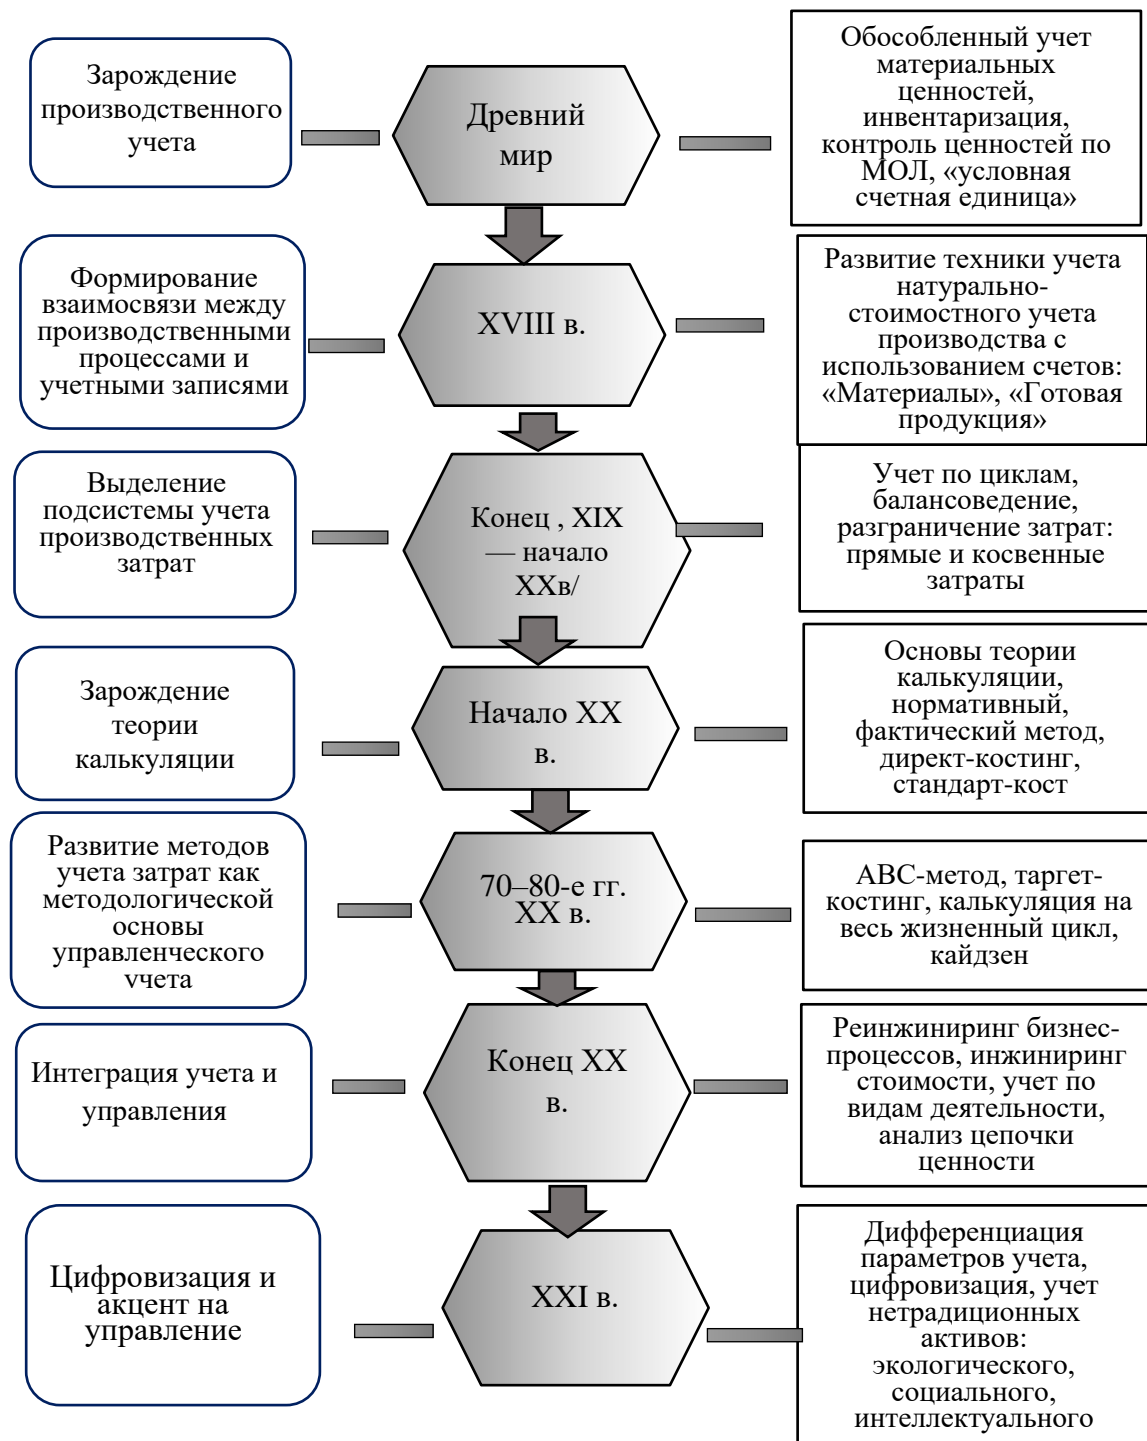 Зарождение
производственного
учета
Древний
мир
Обособленный учет
материальных
ценностей,
инвентаризация,
контроль ценностей по
МОЛ, «условная
счетная единица»
Формирование
взаимосвязи между
производственными
процессами и
учетными записями
XVIII в.
Развитие техники учета
натурально-
стоимостного учета
производства с
использованием счетов:
«Материалы», «Готовая
продукция»
Выделение
подсистемы учета
производственных
затрат
Конец , XIX
— начало
XXв/
Учет по циклам,
балансоведение,
разграничение затрат:
прямые и косвенные
затраты
Зарождение
теории
калькуляции
Начало XX
в.
Основы теории
калькуляции,
нормативный,
фактический метод,
директ-костинг,
стандарт-кост
Развитие методов
учета затрат как
методологической
основы
управленческого
учета
70–80-е гг.
XX в.
АВС-метод, таргет-
костинг, калькуляция на
весь жизненный цикл,
кайдзен
Интеграция учета и
управления
Конец XX
в.
Реинжиниринг бизнес-
процессов, инжиниринг
стоимости, учет по
видам деятельности,
анализ цепочки
ценности
Цифровизация и
акцент на
управление
XXI в.
Дифференциация
параметров учета,
цифровизация, учет
нетрадиционных
активов:
экологического,
социального,
интеллектуального